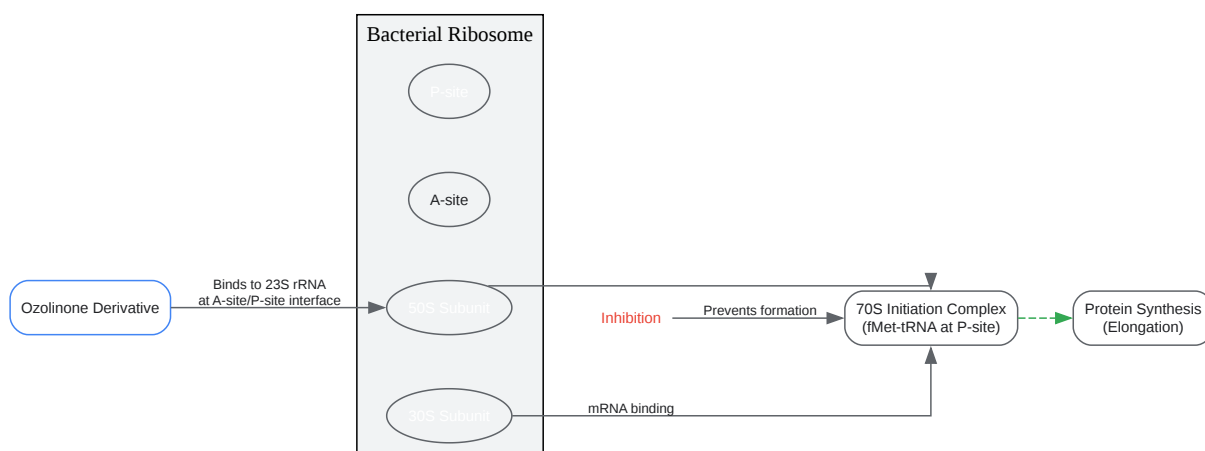 Bacterial Ribosome
P-site
A-site
Binds to 23S rRNA
at A-site/P-site interface
Ozolinone Derivative
50S Subunit
Inhibition
Prevents formation
70S Initiation Complex
(fMet-tRNA at P-site)
Protein Synthesis
(Elongation)
30S Subunit
mRNA binding